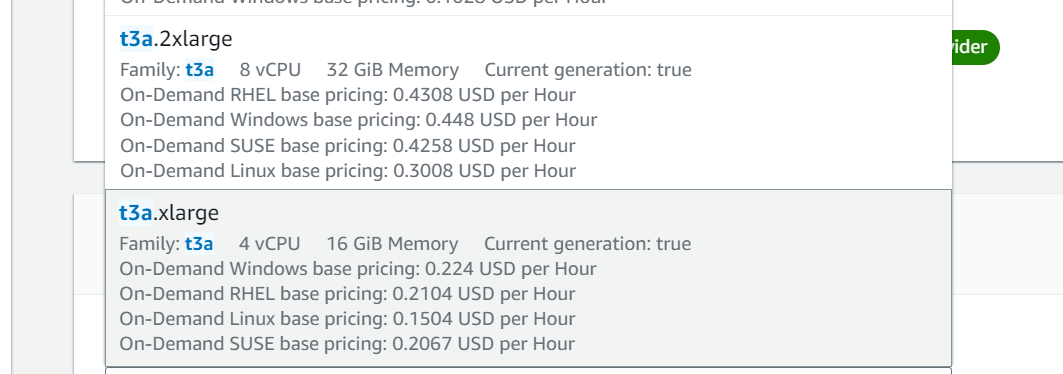 On-Demand Windows base pricing: 0.1628 USD per Hour
t3a.2xlarge
Family: t3a 8 vCPU 32 GiB Memory Current generation: true
vider
On-Demand RHEL base pricing: 0.4308 USD per Hour
On-Demand Windows base pricing: 0.448 USD per Hour
On-Demand SUSE base pricing: 0.4258 USD per Hour
On-Demand Linux base pricing: 0.3008 USD per Hour
t3a.xlarge
Family: t3a 4 vCPU 16 GiB Memory Current generation: true
On-Demand Windows base pricing: 0.224 USD per Hour
On-Demand RHEL base pricing: 0.2104 USD per Hour
On-Demand Linux base pricing: 0.1504 USD per Hour
On-Demand SUSE base pricing: 0.2067 USD per Hour